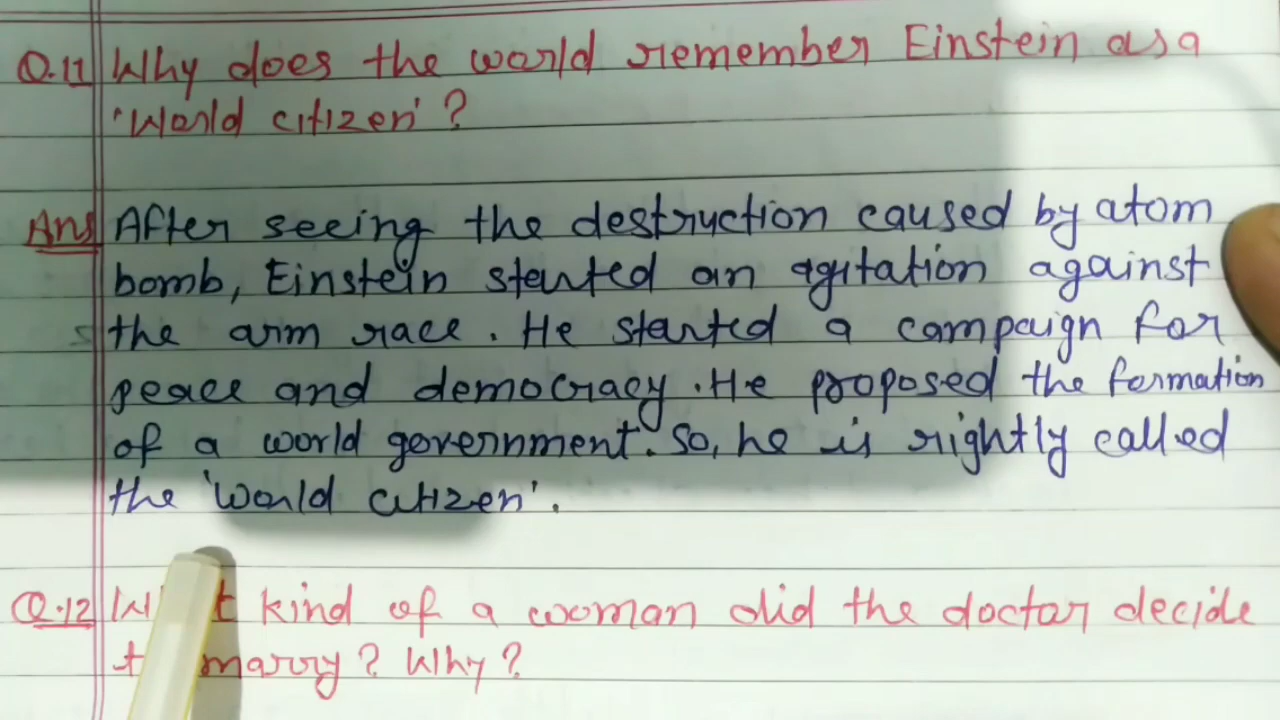 Q.11 Why does the world remember Einstein as a
'World citizen'?
Ans After seeing the destruction caused by atom
bomb, Einstein started an agitation against
the arm race. He started a campaign for
peace and democracy. He proposed the formation
of a world government. So, he is rightly called
the 'World citizen'.
Q.12 kind of a woman did the doctor decide
marry? Why?